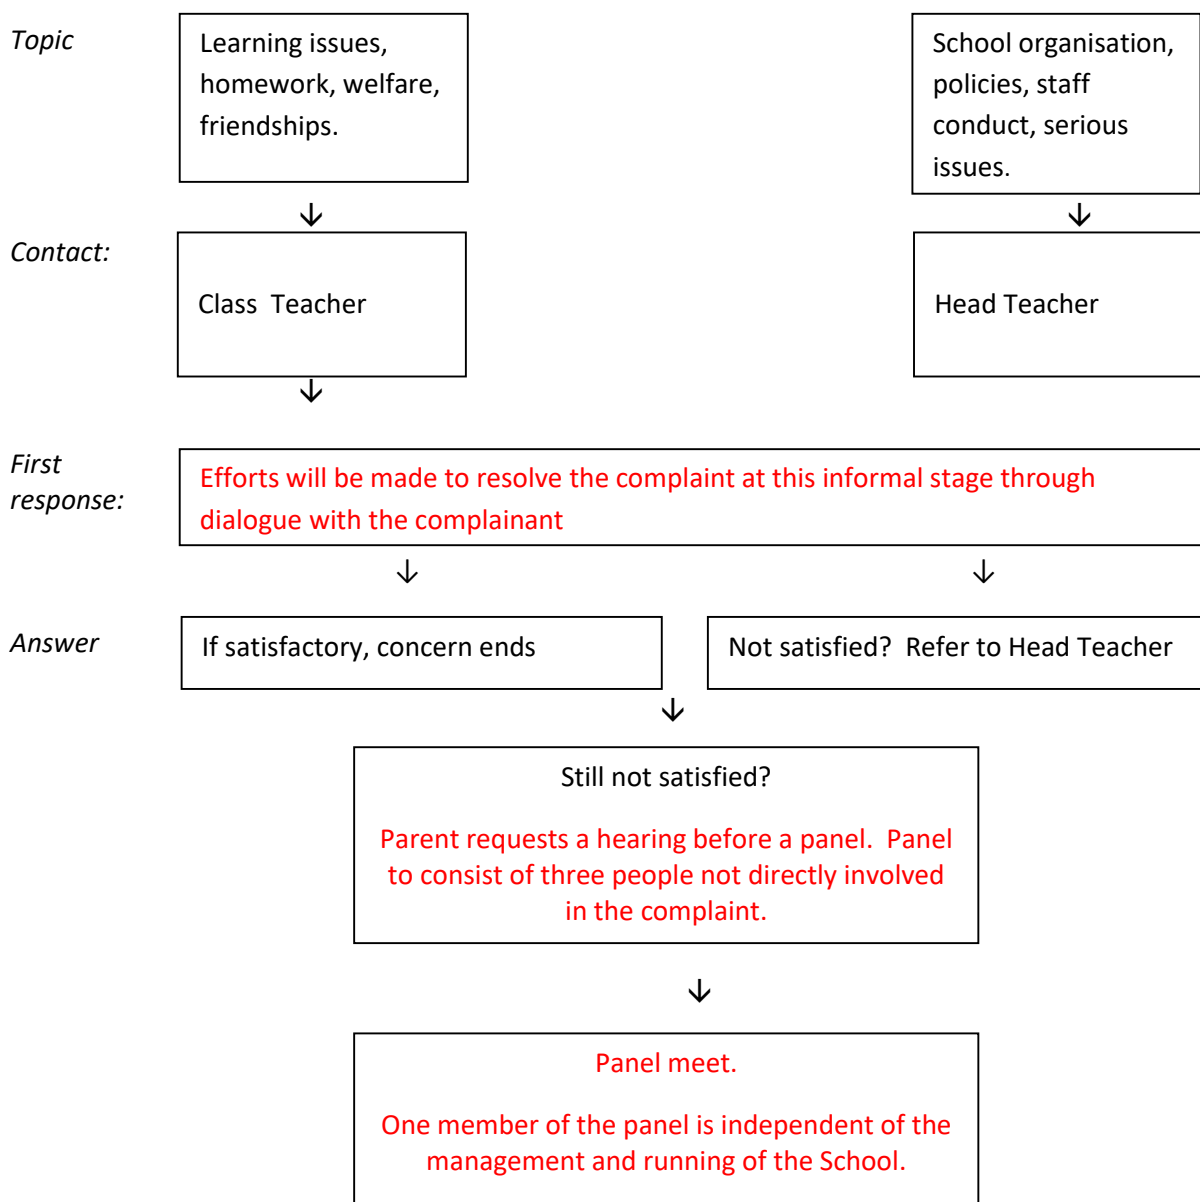 Topic
Learning issues,
homework, welfare,
friendships.
School organisation,
policies, staff
conduct, serious
issues.
Contact:
Class  Teacher
Head Teacher
First
response:
Efforts will be made to resolve the complaint at this informal stage through
dialogue with the complainant
Answer
If satisfactory, concern ends
Not satisfied?  Refer to Head Teacher
Still not satisfied?
Parent requests a hearing before a panel.  Panel
to consist of three people not directly involved
in the complaint.
Panel meet.
One member of the panel is independent of the
management and running of the School.